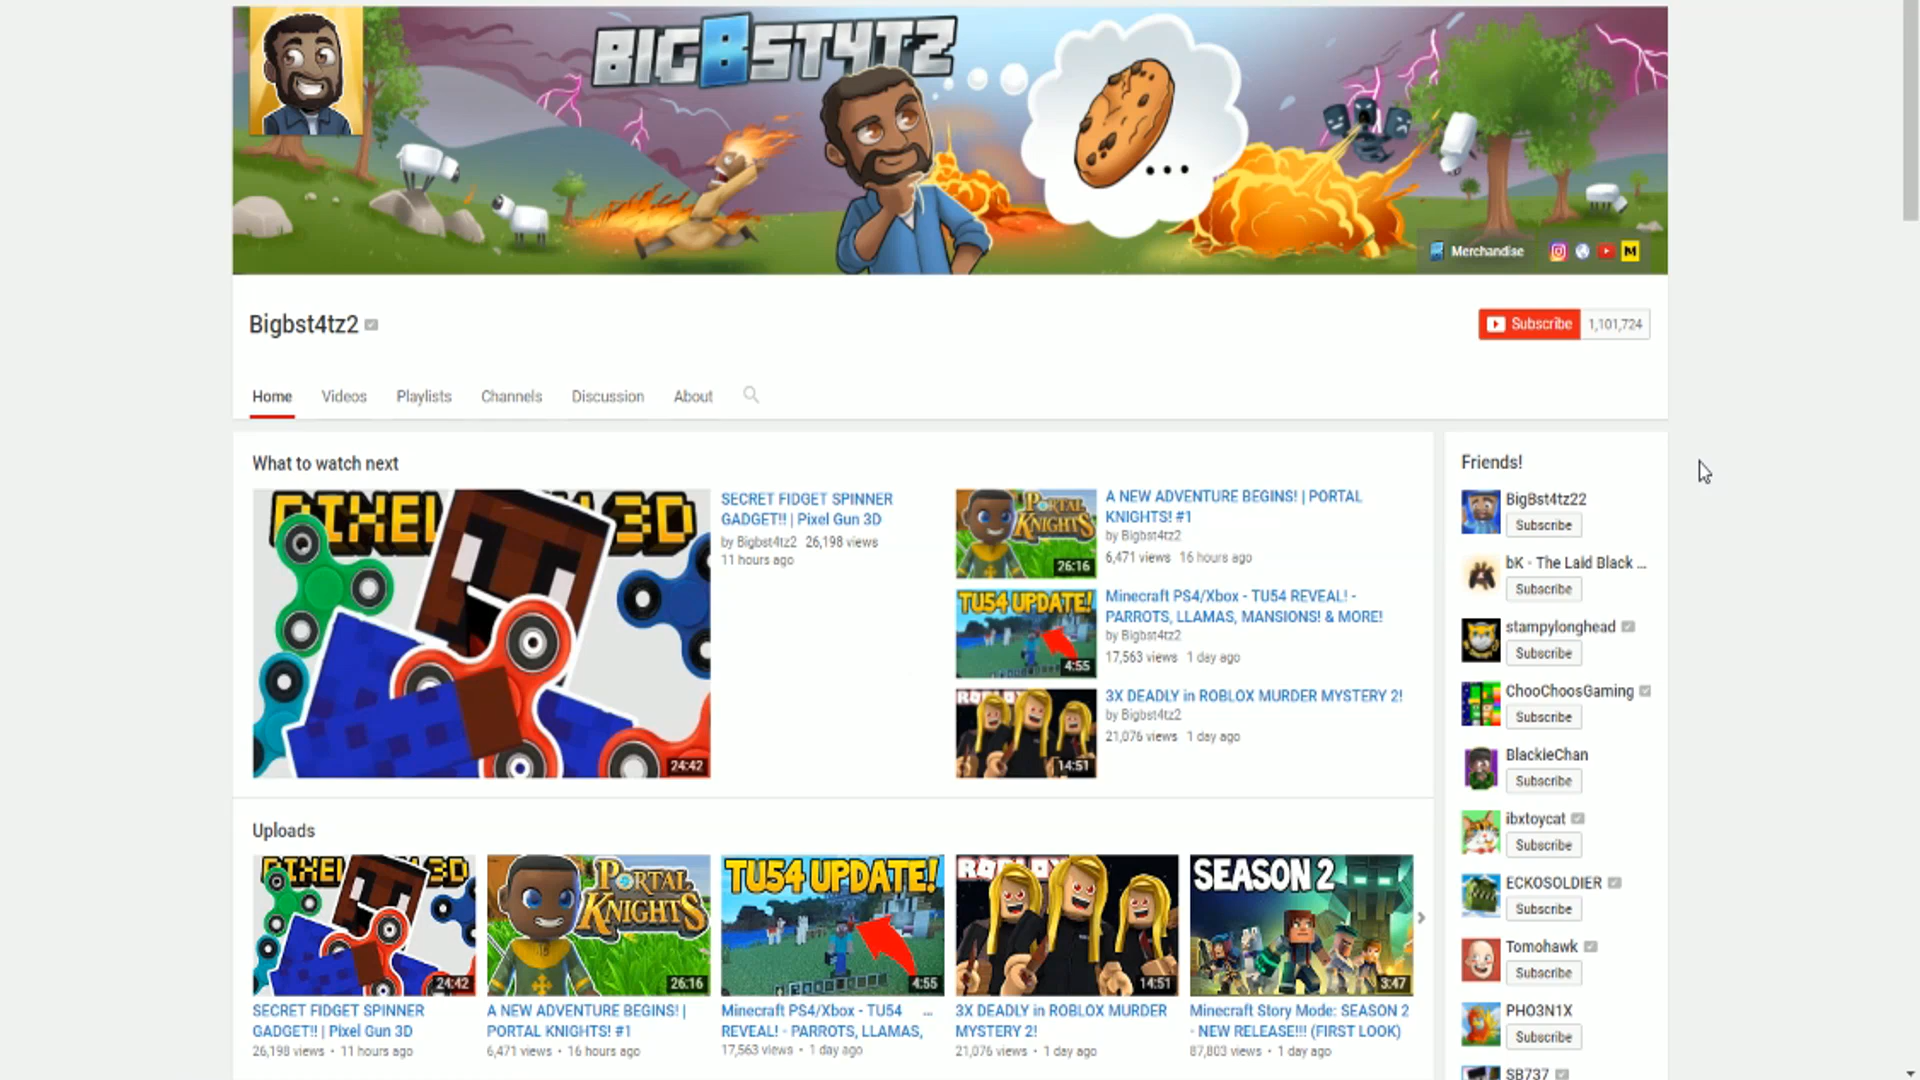 BIGBST4TZ
Merchandise
Bigbst4tz2
Subscribe 1,101,724
Home Videos Playlists Channels Discussion About
What to watch next
PIXEL 3D
24:42
SECRET FIDGET SPINNER
GADGET!! | Pixel Gun 3D
by Bigbst4tz2 26,198 views
11 hours ago
PORTAL
KNIGHTS
26:16
A NEW ADVENTURE BEGINS! | PORTAL
KNIGHTS! #1
by Bigbst4tz2
6,471 views 16 hours ago
TU54 UPDATE!
4:55
Minecraft PS4/Xbox - TU54 REVEAL! -
PARROTS, LLAMAS, MANSIONS! & MORE!
by Bigbst4tz2
17,563 views 1 day ago
ROBLOX
14:51
3X DEADLY in ROBLOX MURDER MYSTERY 2!
by Bigbst4tz2
21,076 views 1 day ago
Uploads
PIXEL 3D
24:42
SECRET FIDGET SPINNER
GADGET!! | Pixel Gun 3D
26,198 views • 11 hours ago
PORTAL
KNIGHTS
26:16
A NEW ADVENTURE BEGINS! |
PORTAL KNIGHTS! #1
6,471 views • 16 hours ago
TU54 UPDATE!
4:55
Minecraft PS4/Xbox - TU54 ...
REVEAL! - PARROTS, LLAMAS,
17,563 views • 1 day ago
ROBLOX
14:51
3X DEADLY in ROBLOX MURDER
MYSTERY 2!
21,076 views • 1 day ago
SEASON 2
3:47
Minecraft Story Mode: SEASON 2
- NEW RELEASE!!! (FIRST LOOK)
87,803 views • 1 day ago
Friends!
BigBst4tz22
Subscribe
bK - The Laid Black ...
Subscribe
stampylonghead
Subscribe
ChooChoosGaming
Subscribe
BlackieChan
Subscribe
ibxtoycat
Subscribe
ECKOSOLDIER
Subscribe
Tomohawk
Subscribe
PHO3N1X
Subscribe
SB737